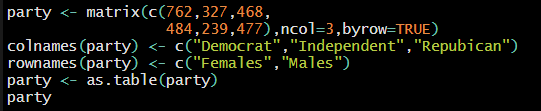 party <- matrix(c(762,327,468,
484,239,477),ncol=3,byrow=TRUE)
colnames(party) <- c("Democrat","Independent","Repubican")
rownames(party) <- c("Females","Males")
party <- as.table(party)
party